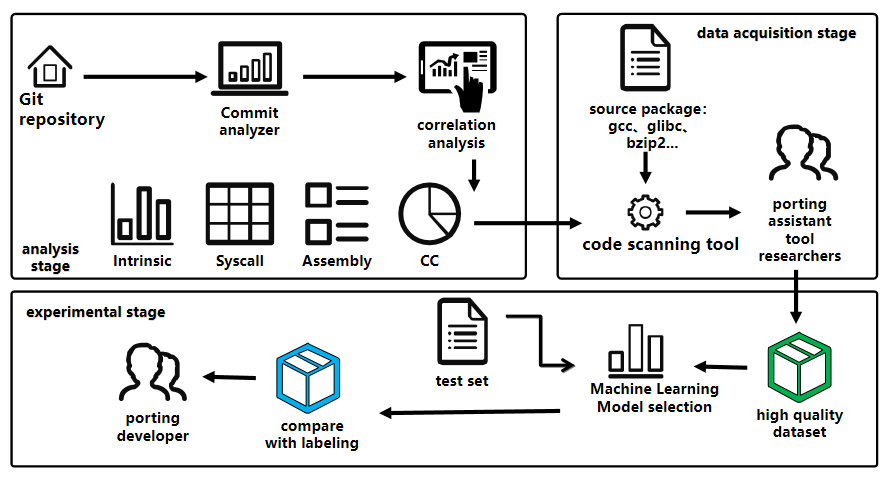 Git
repository
Commit
analyzer
correlation
analysis
analysis
stage
Intrinsic
Syscall
Assembly
CC
data acquisition stage
source package：
gcc、glibc、
bzip2...
code scanning tool
porting
assistant
tool
researchers
experimental stage
porting
developer
compare
with labeling
test set
Machine Learning
Model selection
high quality
dataset